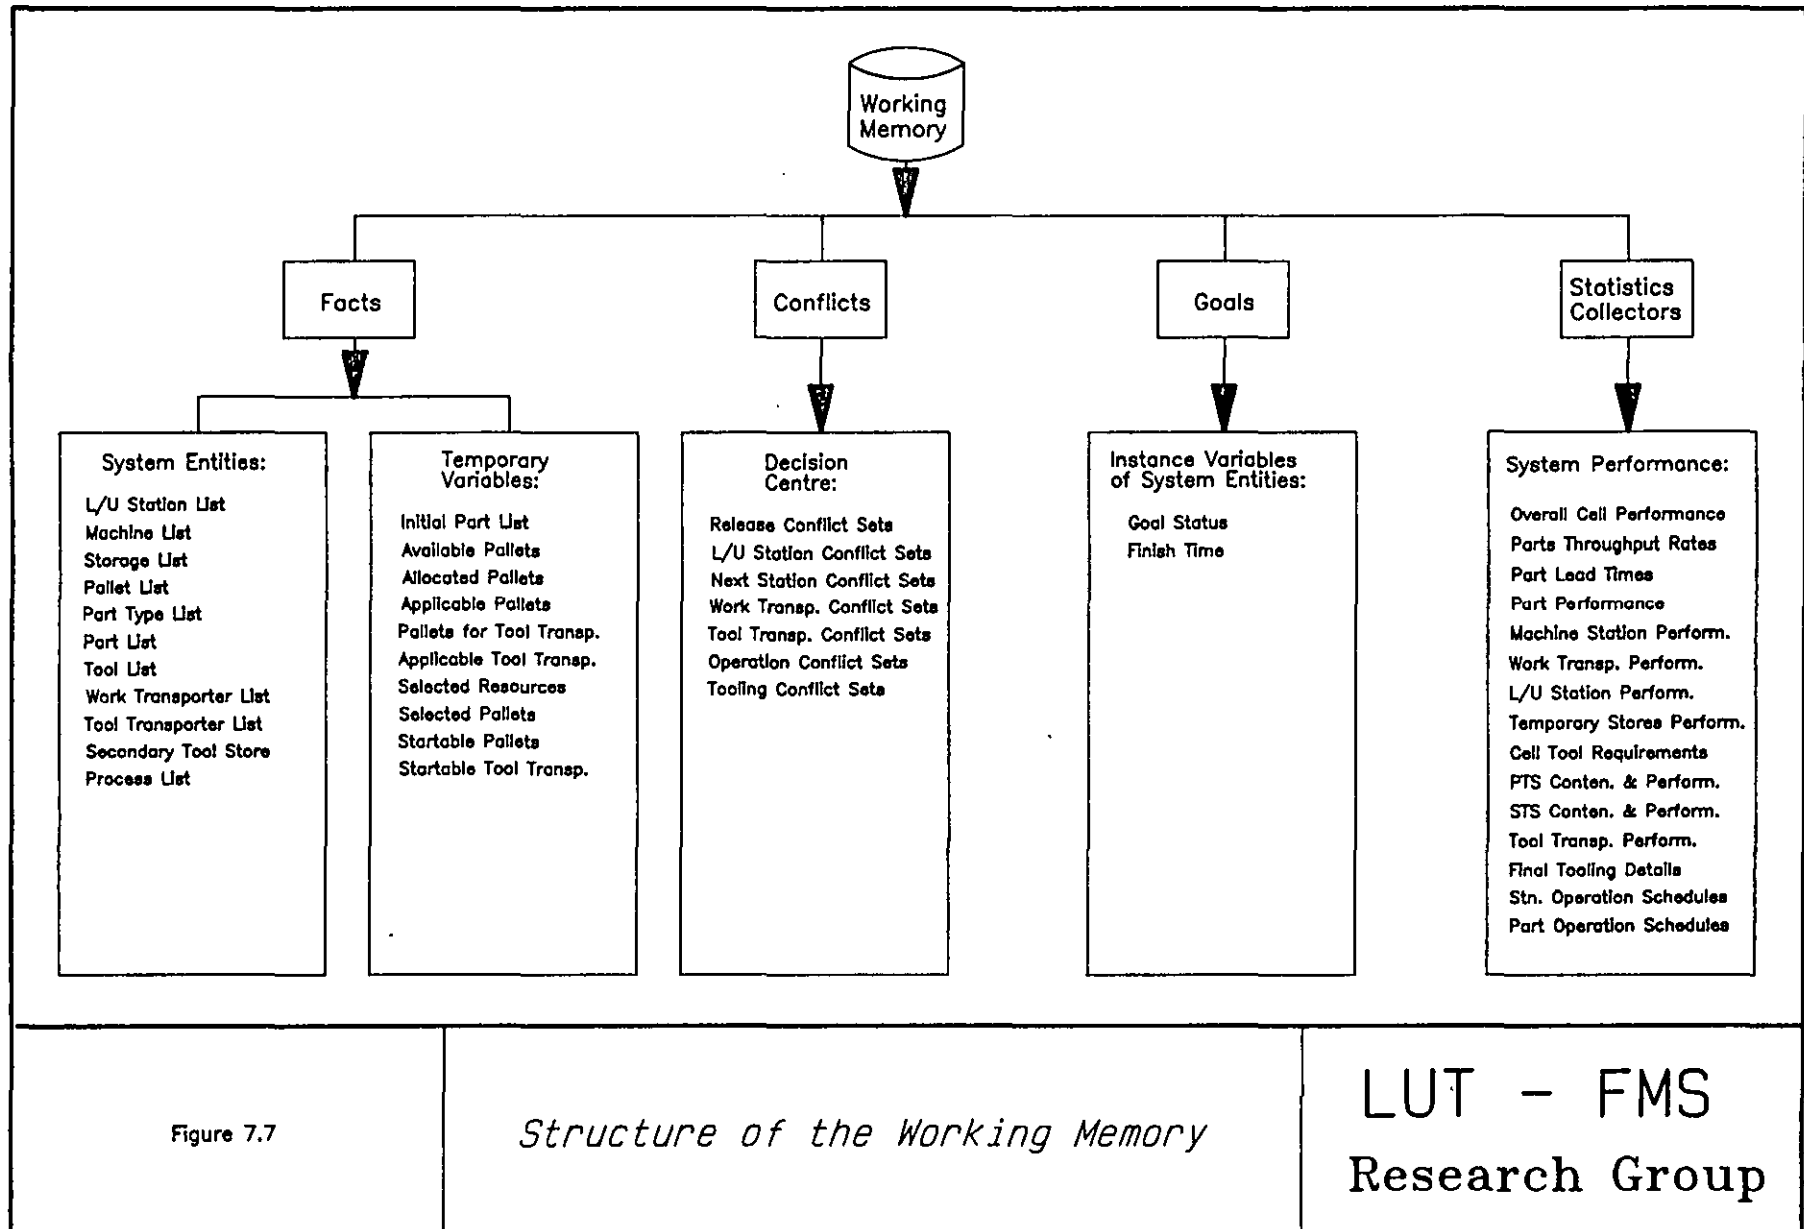 Working
Memory
Facts
Conflicts
Goals
Statistics
Collectors
System Entities:
L/U Station List
Machine List
Storage List
Pallet List
Part Type List
Part List
Tool List
Work Transporter List
Tool Transporter List
Secondary Tool Store
Process List
Temporary
Variables:
Initial Part List
Available Pallets
Allocated Pallets
Applicable Pallets
Pallets for Tool Transp.
Applicable Tool Transp.
Selected Resources
Selected Pallets
Startable Pallets
Startable Tool Transp.
Decision
Centre:
Release Conflict Sets
L/U Station Conflict Sets
Next Station Conflict Sets
Work Transp. Conflict Sets
Tool Transp. Conflict Sets
Operation Conflict Sets
Tooling Conflict Sets
Instance Variables
of System Entities:
Goal Status
Finish Time
System Performance:
Overall Cell Performance
Parts Throughput Rates
Part Lead Times
Part Performance
Machine Station Perform.
Work Transp. Perform.
L/U Station Perform.
Temporary Stores Perform.
Cell Tool Requirements
PTS Conten. & Perform.
STS Conten. & Perform.
Tool Transp. Perform.
Final Tooling Details
Stn. Operation Schedules
Part Operation Schedules
Figure 7.7
Structure of the Working Memory
LUT - FMS
Research Group